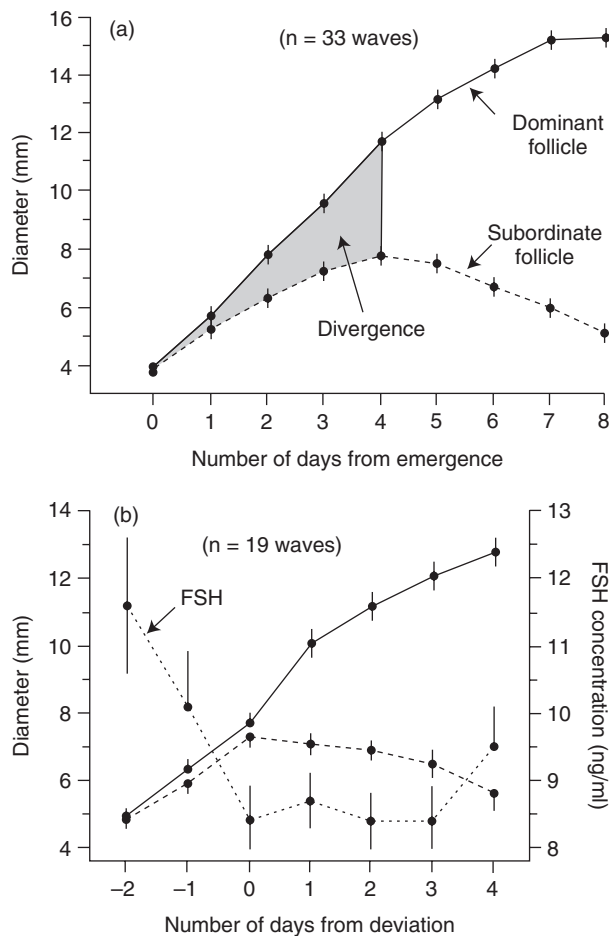 (a)
(n = 33 waves)
16
14
12
10
8
6
4
Diameter (mm)
Dominant
follicle
Subordinate
follicle
Divergence
0 1 2 3 4 5 6 7 8
Number of days from emergence
(b)
(n = 19 waves)
14
12
10
8
6
4
Diameter (mm)
FSH
13
12
11
10
9
8
FSH concentration (ng/ml)
–2 –1 0 1 2 3 4
Number of days from deviation